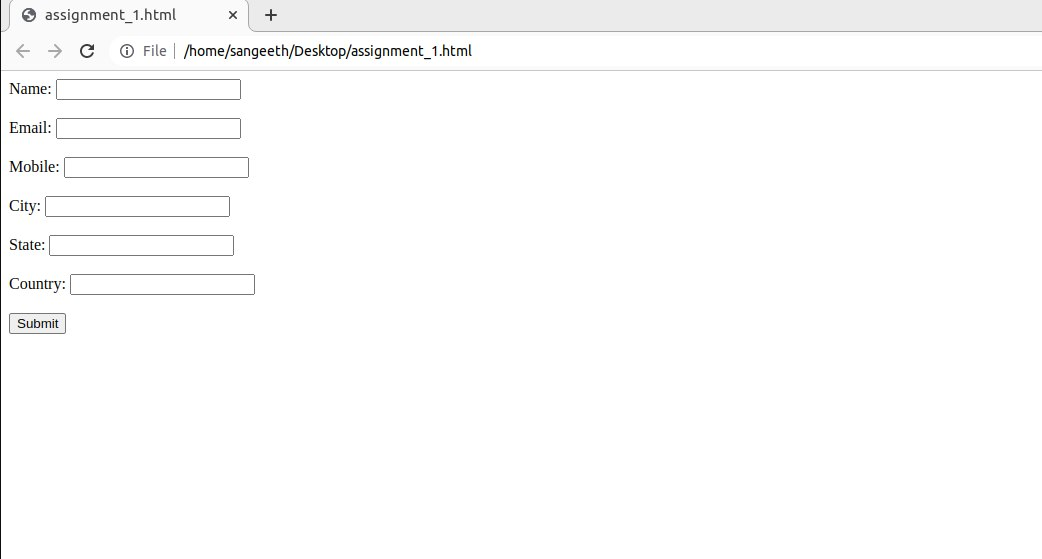 assignment_1.html
File /home/sangeeth/Desktop/assignment_1.html
Name:
Email:
Mobile:
City:
State:
Country:
Submit